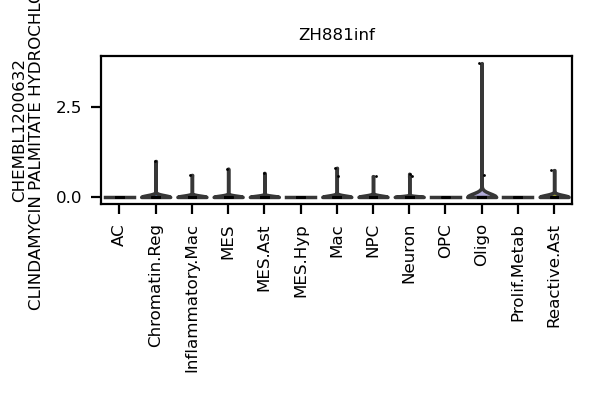 ZH881inf
CHEMBL1200632
CLINDAMYCIN PALMITATE
2.5
0.0
AC
Chromatin.Reg
Inflammatory.Mac
MES
MES.Ast
MES.Hyp
Mac
NPC
Neuron
OPC
Oligo
Prolif.Metab
Reactive.Ast